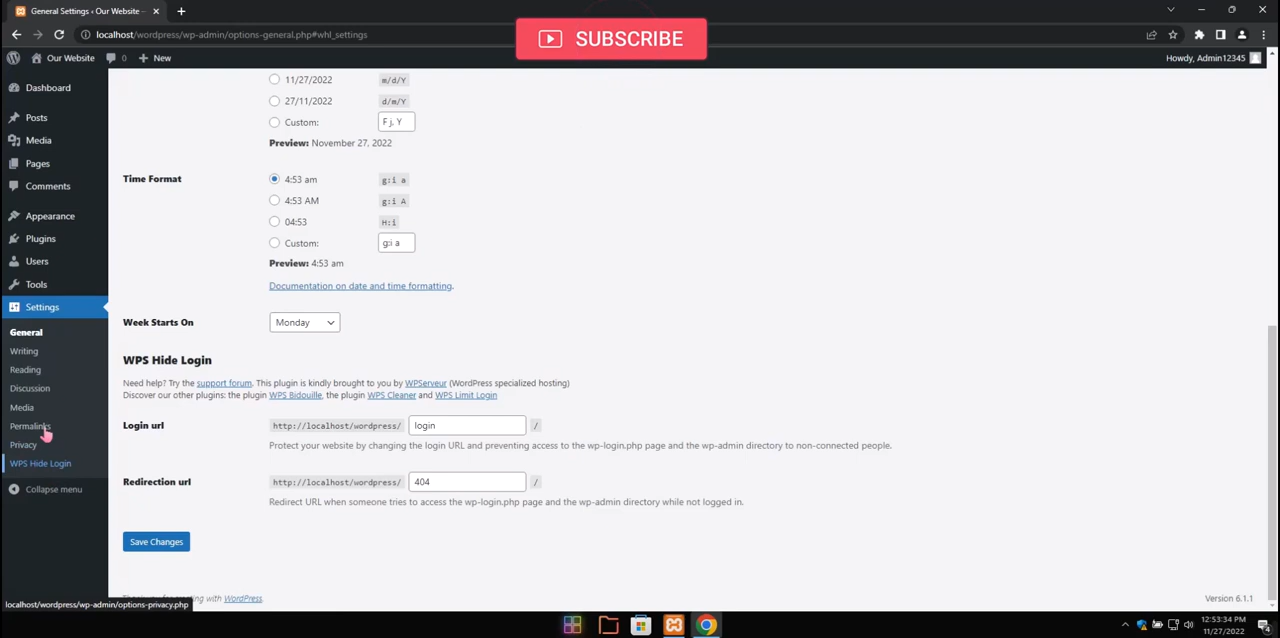 General Settings ‹ Our Website –
SUBSCRIBE
localhost/wordpress/wp-admin/options-general.php#whl_settings
Our Website 0 New
Howdy, Admin12345
Dashboard
Posts
Media
Pages
Comments
Appearance
Plugins
Users
Tools
Settings
General
Writing
Reading
Discussion
Media
Permalinks
Privacy
WPS Hide Login
Collapse menu
11/27/2022 m/d/Y
27/11/2022 d/m/Y
Custom: F j, Y
Preview: November 27, 2022
Time Format
4:53 am g:i a
4:53 AM g:i A
04:53 H:i
Custom: g:i a
Preview: 4:53 am
Documentation on date and time formatting.
Week Starts On Monday
WPS Hide Login
Need help? Try the support forum. This plugin is kindly brought to you by WPServeur (WordPress specialized hosting)
Discover our other plugins: the plugin WPS Bidouille, the plugin WPS Cleaner and WPS Limit Login
Login url http://localhost/wordpress/ login /
Protect your website by changing the login URL and preventing access to the wp-login.php page and the wp-admin directory to non-connected people.
Redirection url http://localhost/wordpress/ 404 /
Redirect URL when someone tries to access the wp-login.php page and the wp-admin directory while not logged in.
Save Changes
with WordPress.
Version 6.1.1
localhost/wordpress/wp-admin/options-privacy.php
12:53:34 PM
11/27/2022